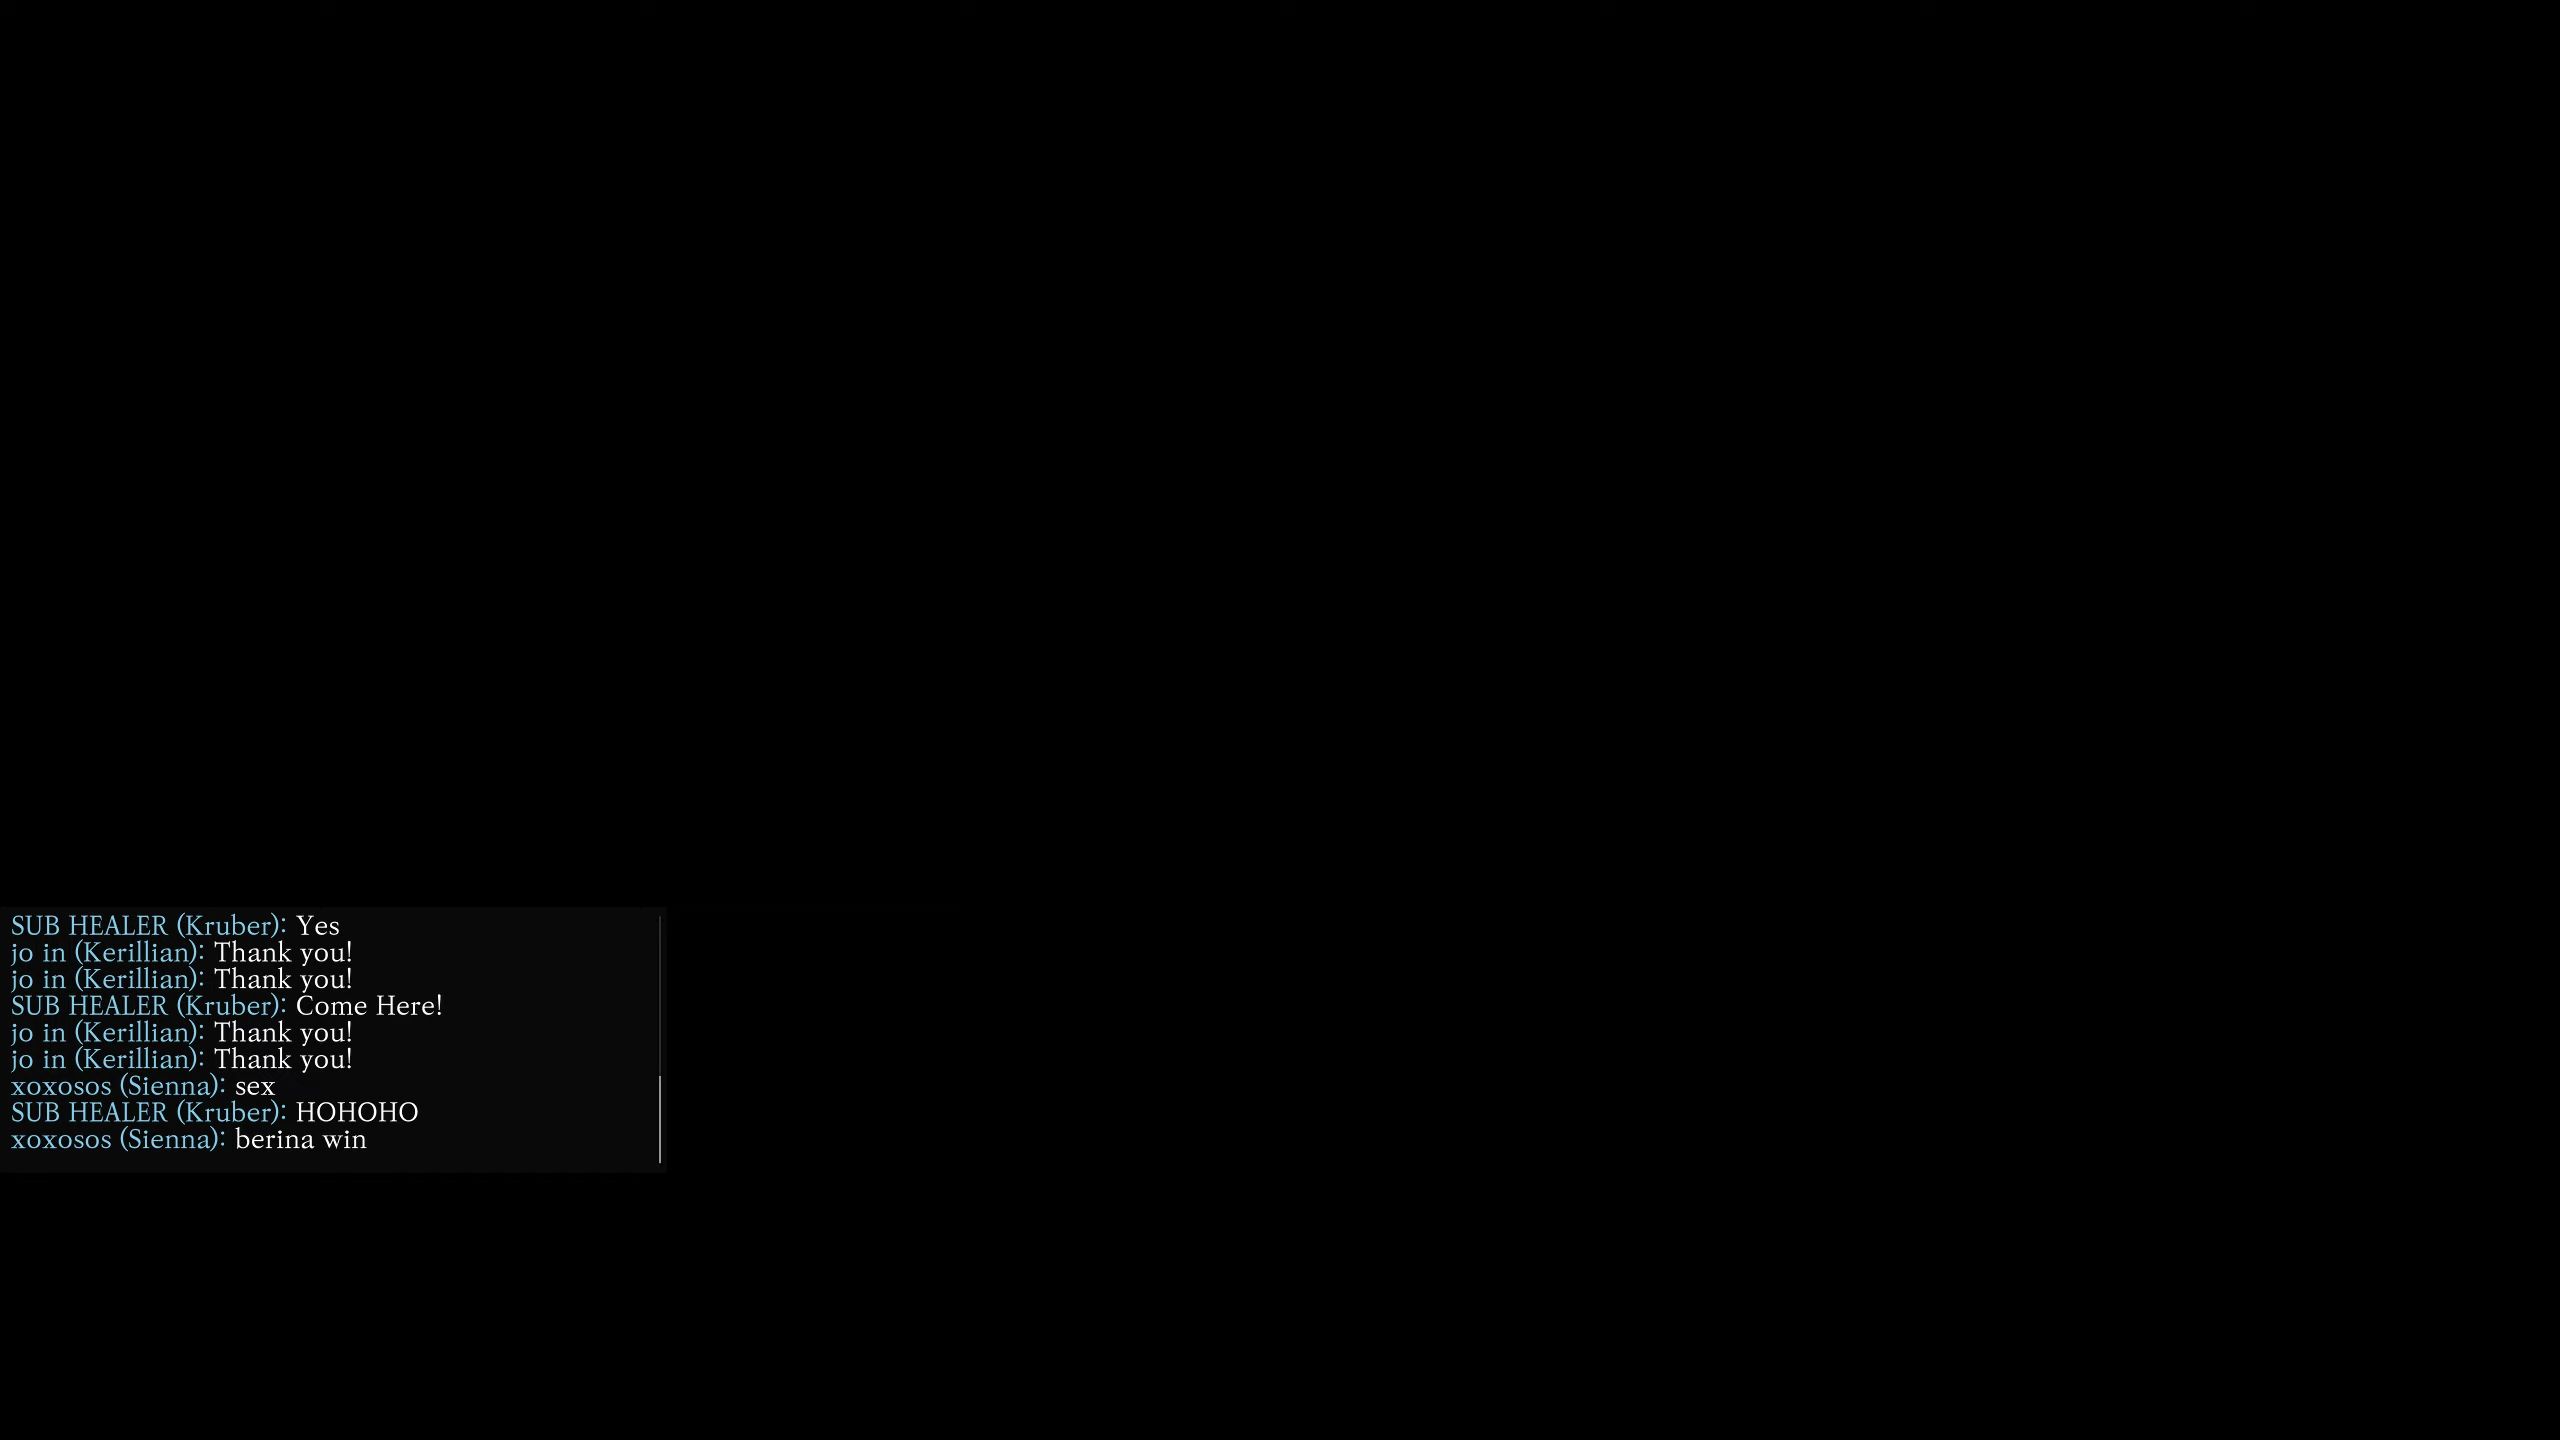 SUB HEALER (Kruber): Yes
jo in (Kerillian): Thank you!
jo in (Kerillian): Thank you!
SUB HEALER (Kruber): Come Here!
jo in (Kerillian): Thank you!
jo in (Kerillian): Thank you!
xoxosos (Sienna): sex
SUB HEALER (Kruber): HOHOHO
xoxosos (Sienna): berina win